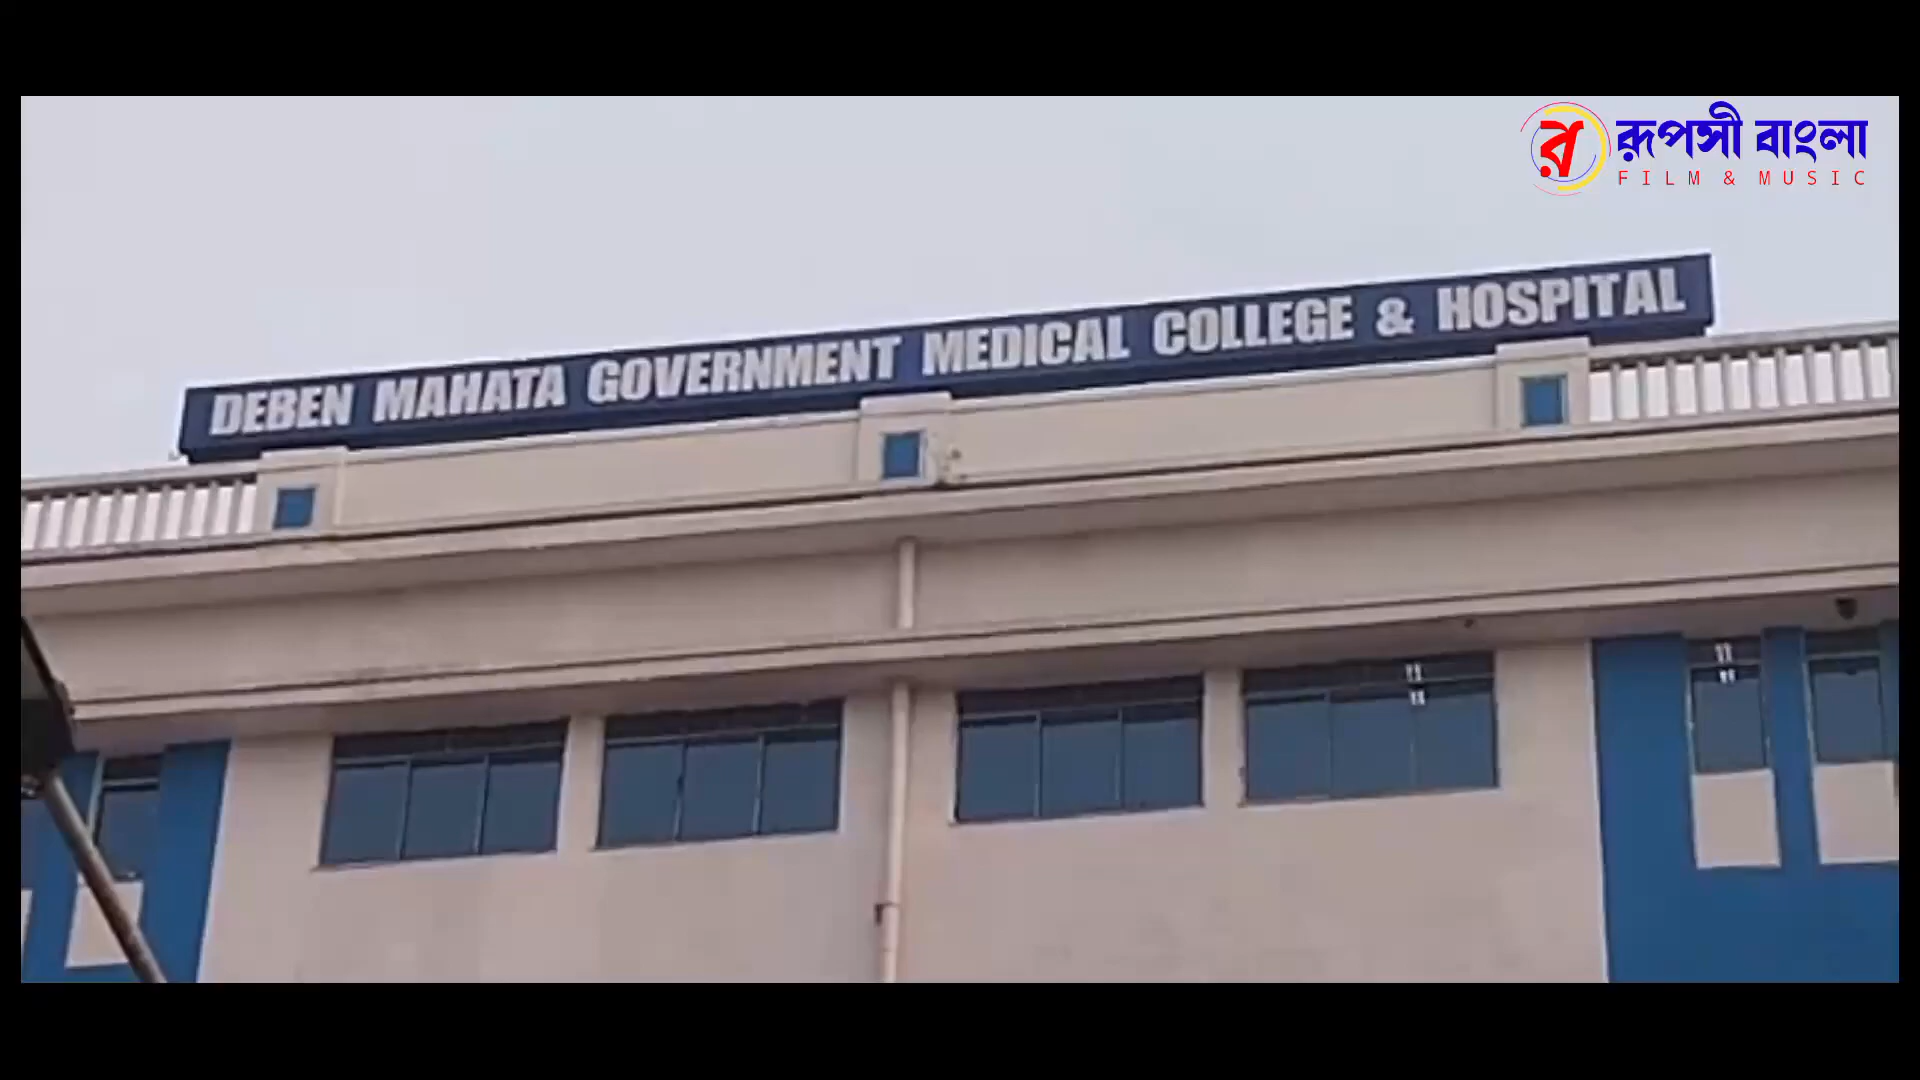 র
রূপসী বাংলা
FILM & MUSIC
DEBEN MAHATA GOVERNMENT MEDICAL COLLEGE & HOSPITAL